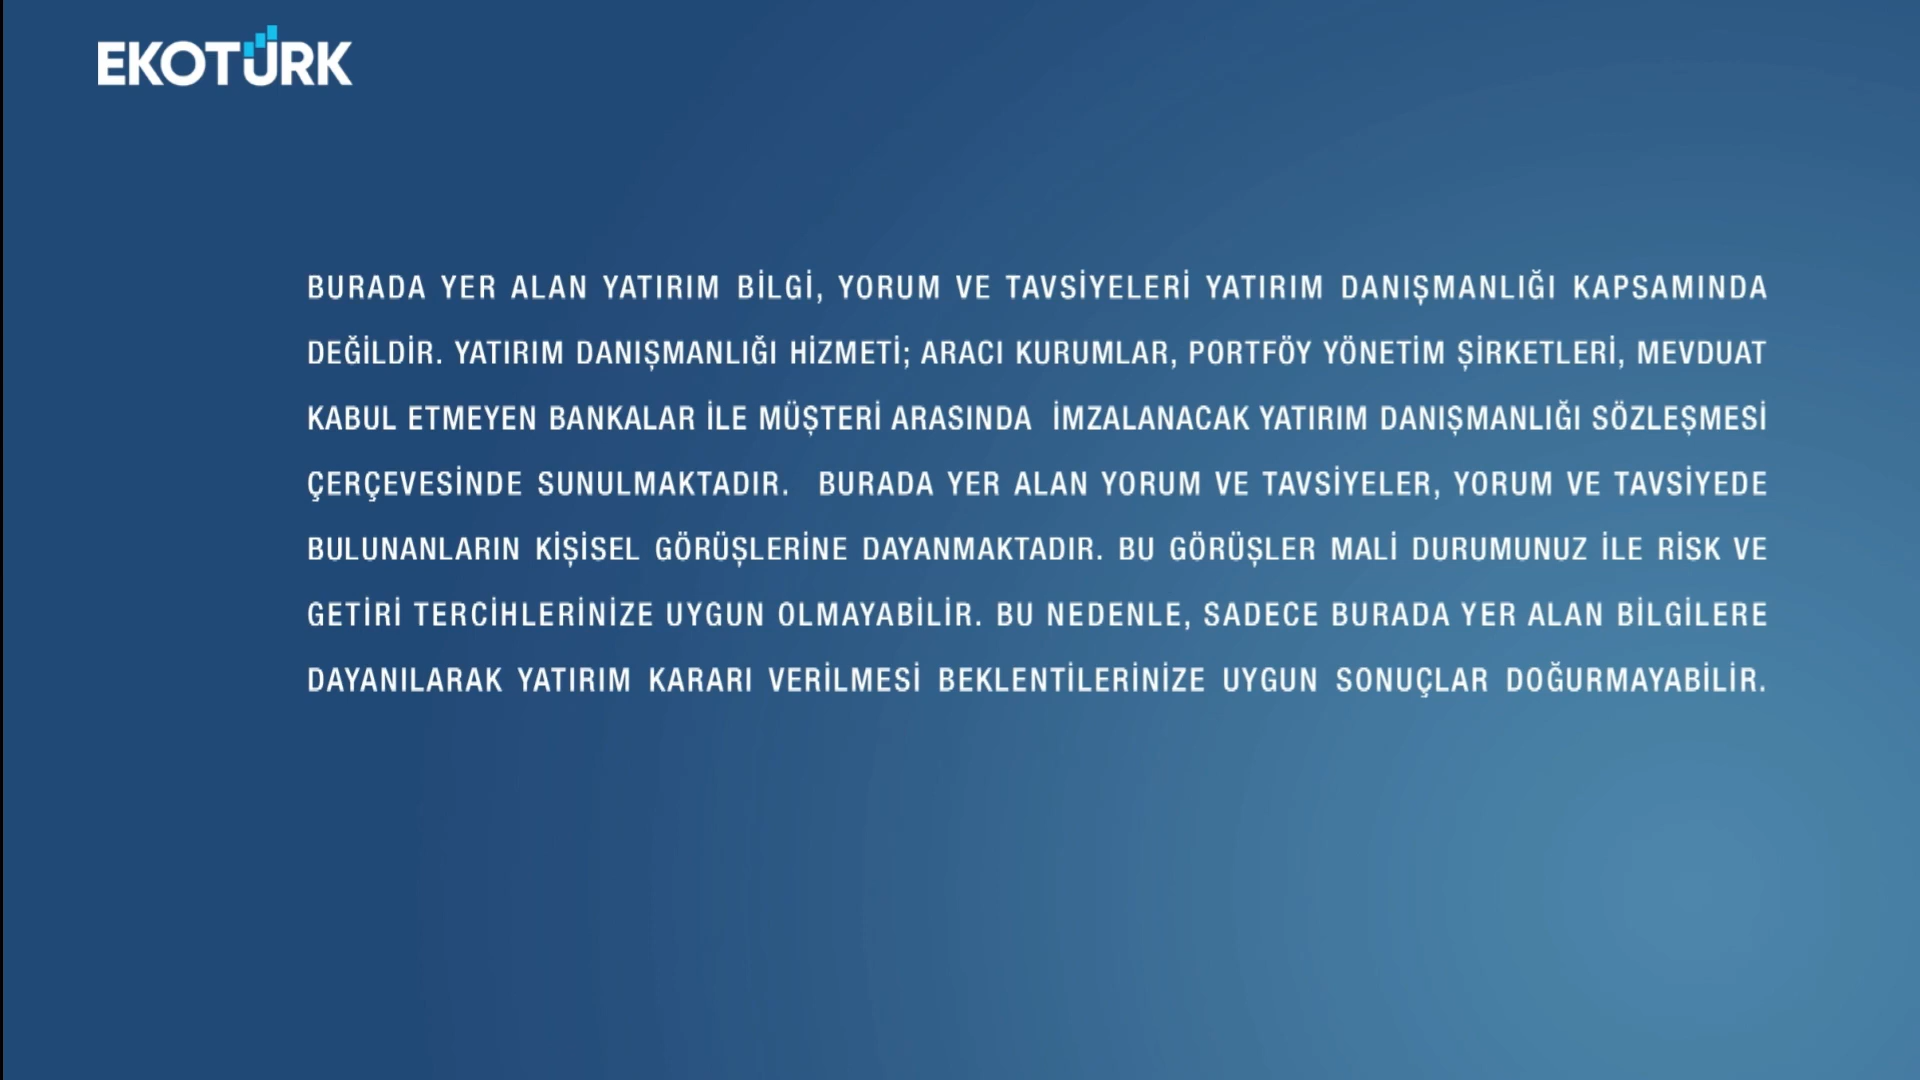 EKOTÜRK
BURADA YER ALAN YATIRIM BİLGİ, YORUM VE TAVSİYELERİ YATIRIM DANIŞMANLIĞI KAPSAMINDA
DEĞİLDİR. YATIRIM DANIŞMANLIĞI HİZMETİ; ARACI KURUMLAR, PORTFÖY YÖNETİM ŞİRKETLERİ, MEVDUAT
KABUL ETMEYEN BANKALAR İLE MÜŞTERİ ARASINDA İMZALANACAK YATIRIM DANIŞMANLIĞI SÖZLEŞMESİ
ÇERÇEVESİNDE SUNULMAKTADIR. BURADA YER ALAN YORUM VE TAVSİYELER, YORUM VE TAVSİYEDE
BULUNANLARIN KİŞİSEL GÖRÜŞLERİNE DAYANMAKTADIR. BU GÖRÜŞLER MALİ DURUMUNUZ İLE RİSK VE
GETİRİ TERCİHLERİNİZE UYGUN OLMAYABİLİR. BU NEDENLE, SADECE BURADA YER ALAN BİLGİLERE
DAYANILARAK YATIRIM KARARI VERİLMESİ BEKLENTİLERİNİZE UYGUN SONUÇLAR DOĞURMAYABİLİR.